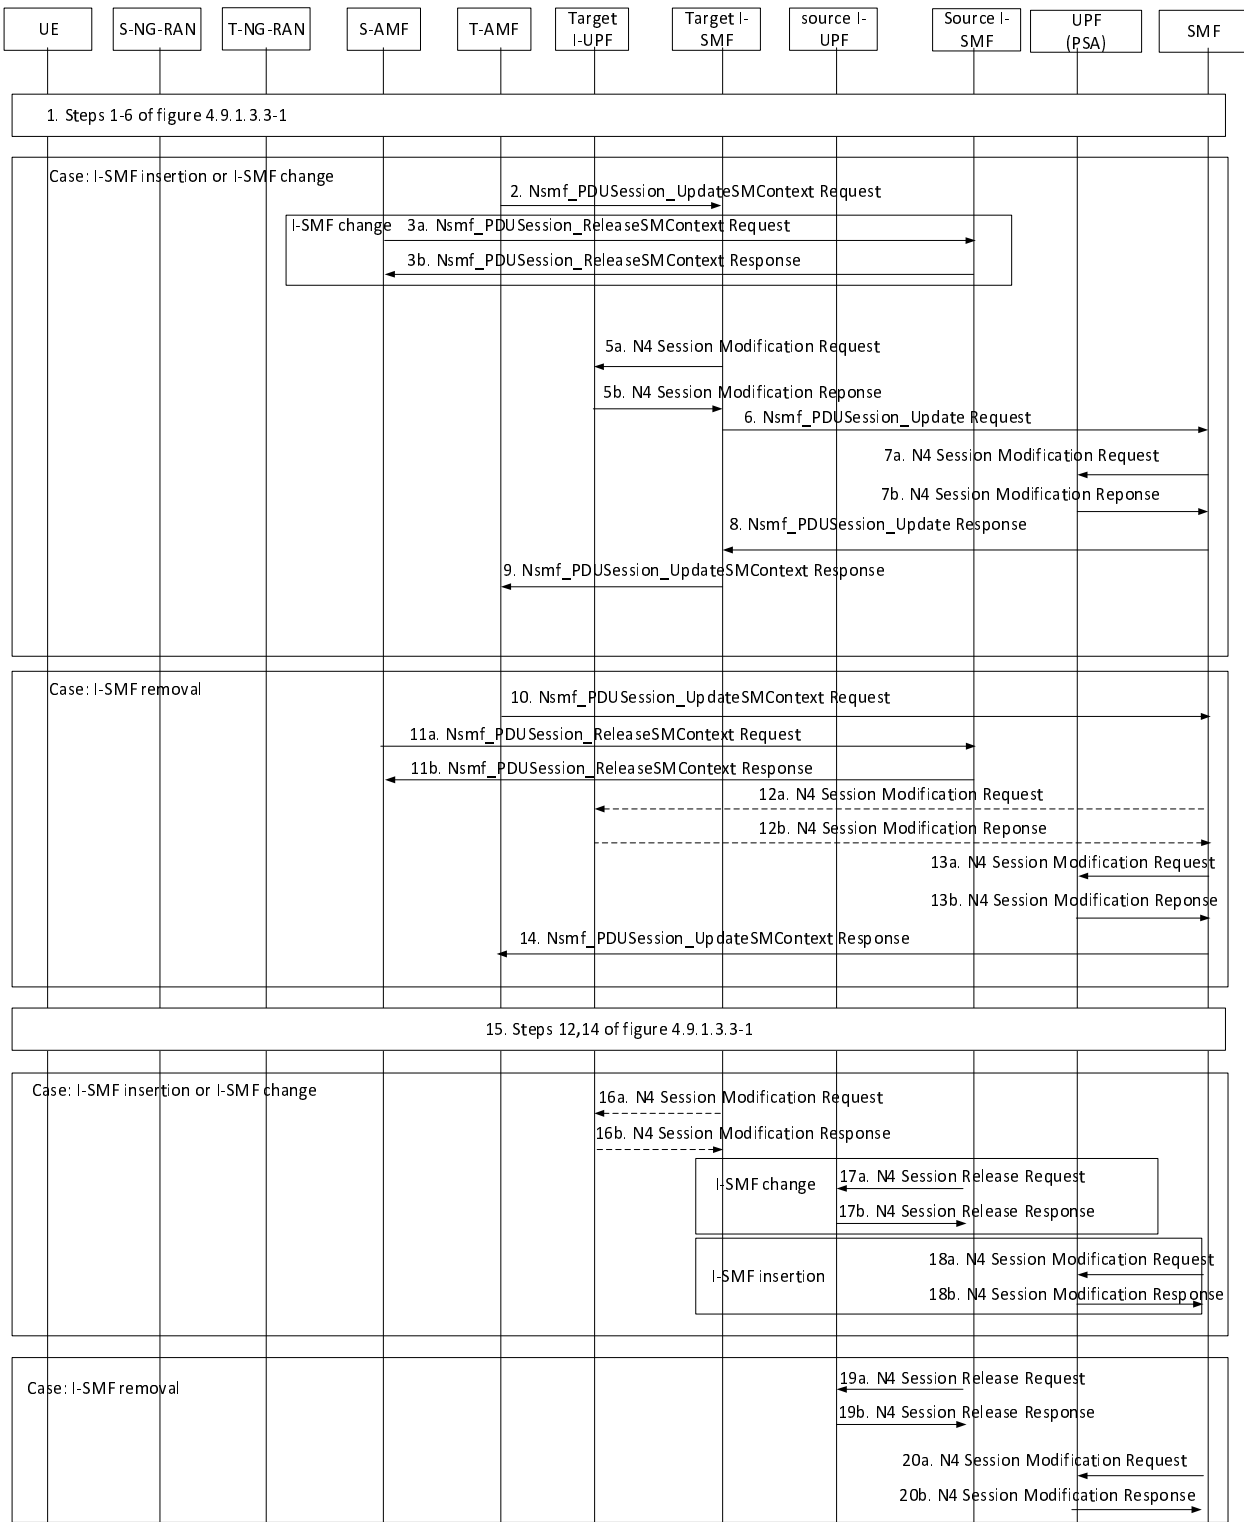 UE
S-NG-RAN
T-NG-RAN
S-AMF
T-AMF
Target
I-UPF
Target I-
SMF
source I-
UPF
Source I-
SMF
UPF
(PSA)
SMF
1. Steps 1-6 of figure 4.9.1.3.3-1
Case: I-SMF insertion or I-SMF change
2. Nsmf_PDUSession_UpdateSMContext Request
I-SMF change
3a. Nsmf_PDUSession_ReleaseSMContext Request
3b. Nsmf_PDUSession_ReleaseSMContext Response
5a. N4 Session Modification Request
5b. N4 Session Modification Reponse
6. Nsmf_PDUSession_Update Request
7a. N4 Session Modification Request
7b. N4 Session Modification Reponse
8. Nsmf_PDUSession_Update Response
9. Nsmf_PDUSession_UpdateSMContext Response
Case: I-SMF removal
10. Nsmf_PDUSession_UpdateSMContext Request
11a. Nsmf_PDUSession_ReleaseSMContext Request
11b. Nsmf_PDUSession_ReleaseSMContext Response
12a. N4 Session Modification Request
12b. N4 Session Modification Reponse
13a. N4 Session Modification Request
13b. N4 Session Modification Reponse
14. Nsmf_PDUSession_UpdateSMContext Response
15. Steps 12,14 of figure 4.9.1.3.3-1
Case: I-SMF insertion or I-SMF change
16a. N4 Session Modification Request
16b. N4 Session Modification Response
I-SMF change
17a. N4 Session Release Request
17b. N4 Session Release Response
I-SMF insertion
18a. N4 Session Modification Request
18b. N4 Session Modification Response
Case: I-SMF removal
19a. N4 Session Release Request
19b. N4 Session Release Response
20a. N4 Session Modification Request
20b. N4 Session Modification Response